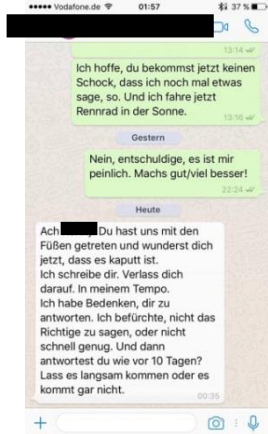 Vodafone.de
01:57
37 %
13:14
Ich hoffe, du bekommst jetzt keinen
Schock, dass ich noch mal etwas
sage, so. Und ich fahre jetzt
Rennrad in der Sonne.
13:16
Gestern
Nein, entschuldige, es ist mir
peinlich. Machs gut/viel besser!
22:24
Heute
Ach Du hast uns mit den
Füßen getreten und wunderst dich
jetzt, dass es kaputt ist.
Ich schreibe dir. Verlass dich
darauf. In meinem Tempo.
Ich habe Bedenken, dir zu
antworten. Ich befürchte, nicht das
Richtige zu sagen, oder nicht
schnell genug. Und dann
antwortest du wie vor 10 Tagen?
Lass es langsam kommen oder es
kommt gar nicht.
00:35